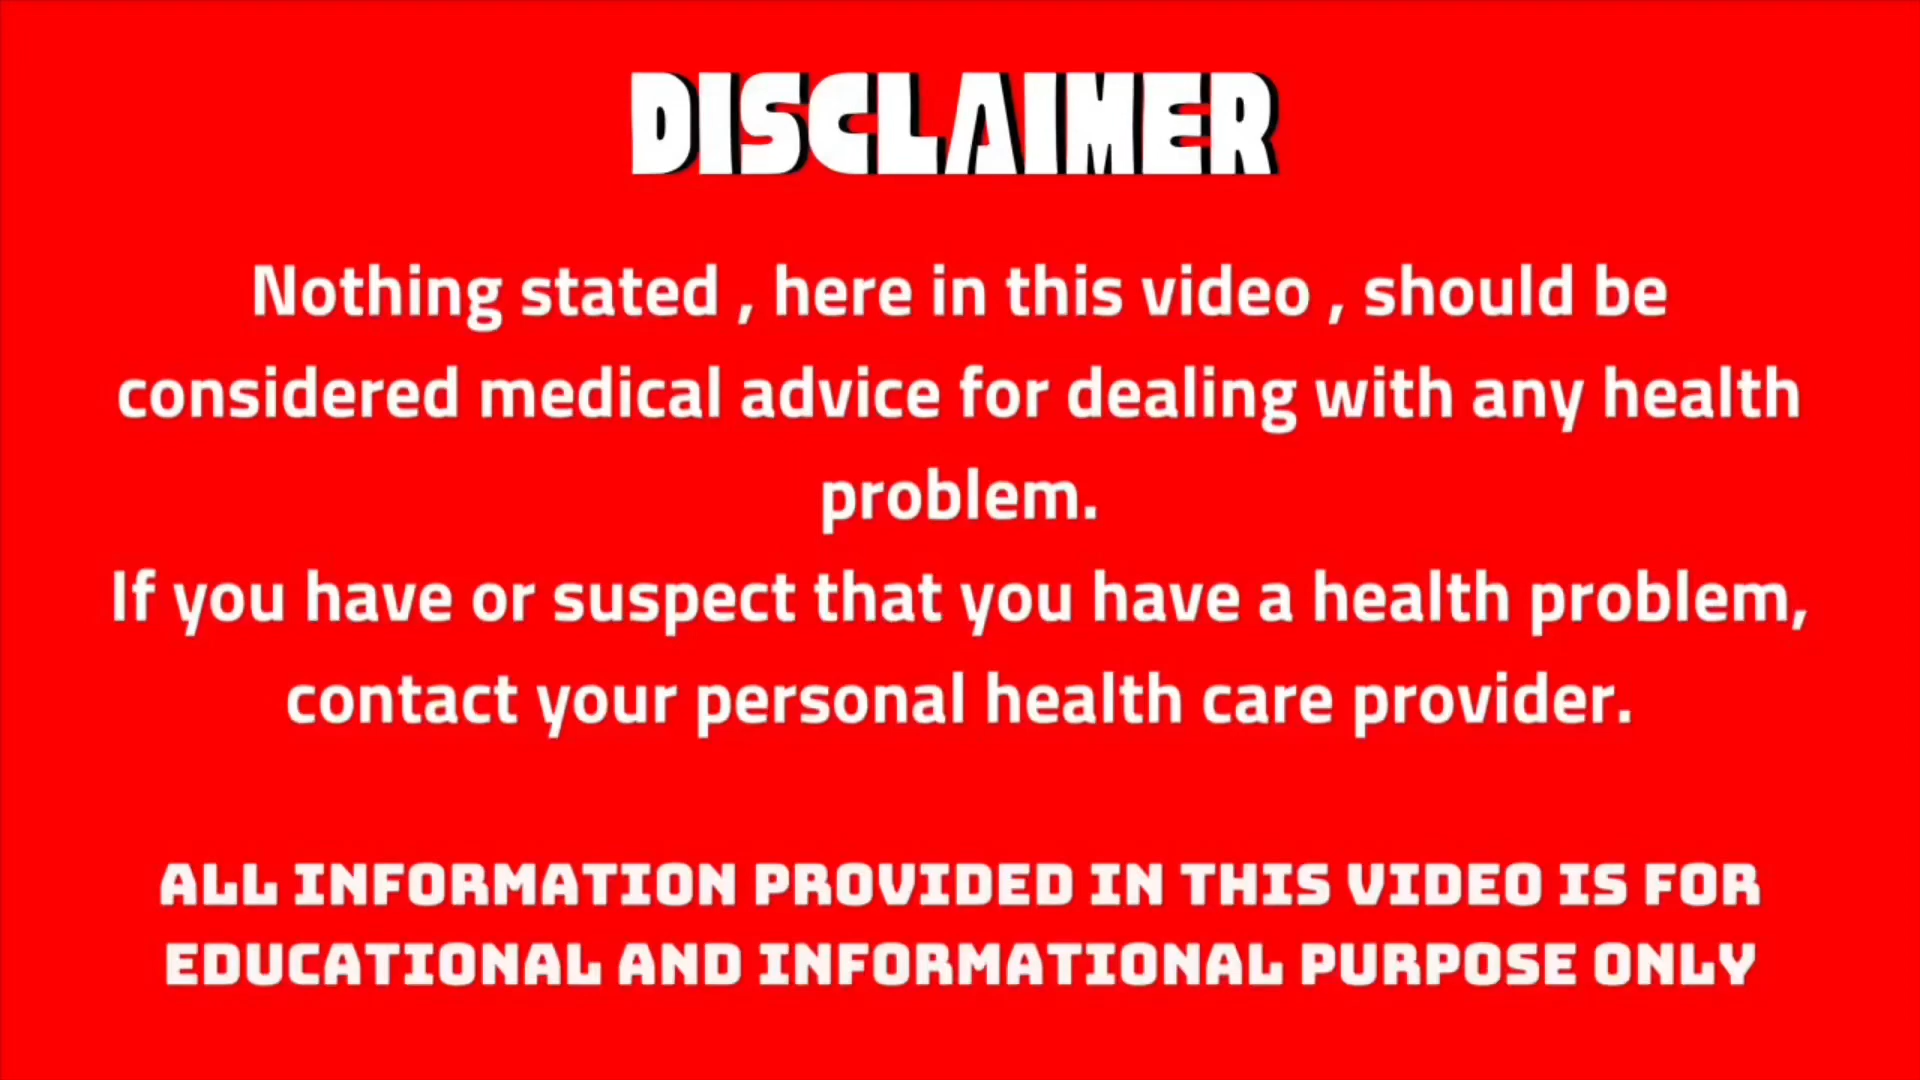 DISCLAIMER
Nothing stated , here in this video , should be
considered medical advice for dealing with any health
problem.
If you have or suspect that you have a health problem,
contact your personal health care provider.
ALL INFORMATION PROVIDED IN THIS VIDEO IS FOR
EDUCATIONAL AND INFORMATIONAL PURPOSE ONLY